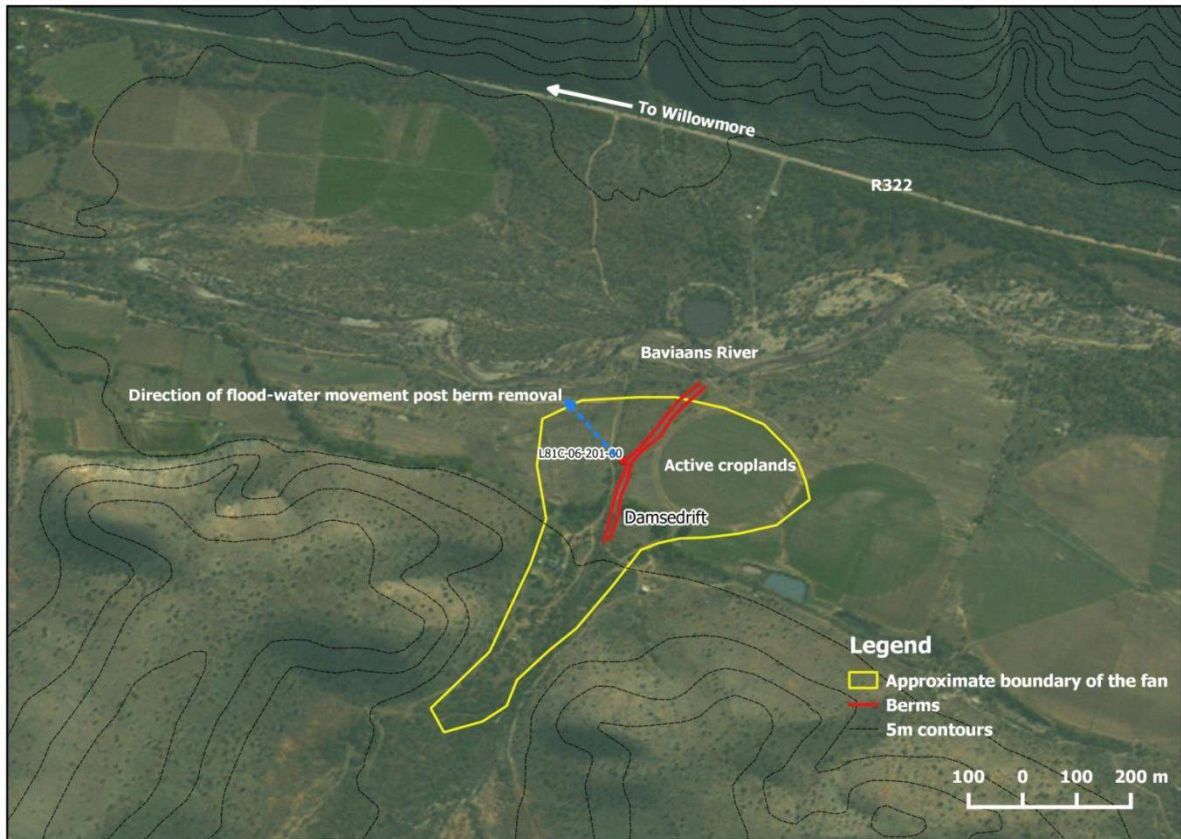 To Willowmore
R322
Baviaans River
Direction of flood-water movement post berm removal
L81C-06-201-00
Active croplands
Damsedrift
Legend
Approximate boundary of the fan
Berms
5m contours
100 0 100 200 m